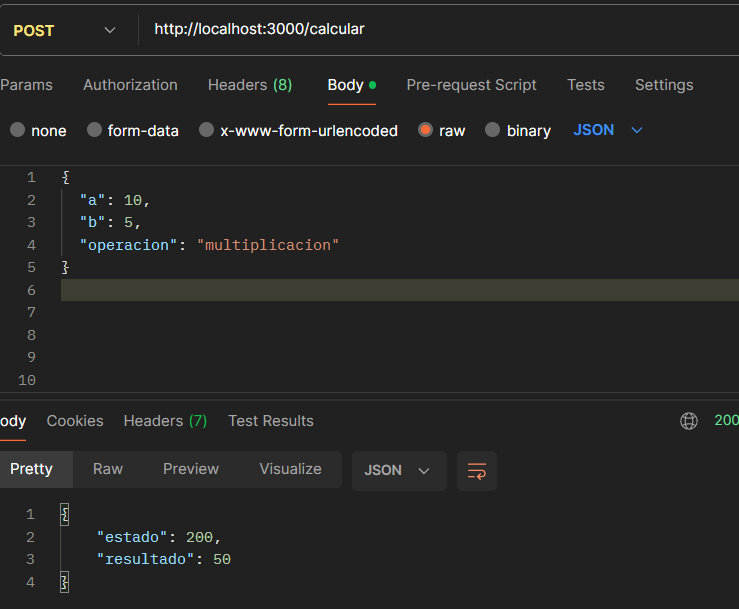 POST http://localhost:3000/calcular
Params Authorization Headers (8) Body Pre-request Script Tests Settings
none form-data x-www-form-urlencoded raw binary JSON
1 {
2 "a": 10,
3 "b": 5,
4 "operacion": "multiplicacion"
5 }
6
7
8
9
10
ody Cookies Headers (7) Test Results 200
Pretty Raw Preview Visualize JSON
1 {
2 "estado": 200,
3 "resultado": 50
4 }